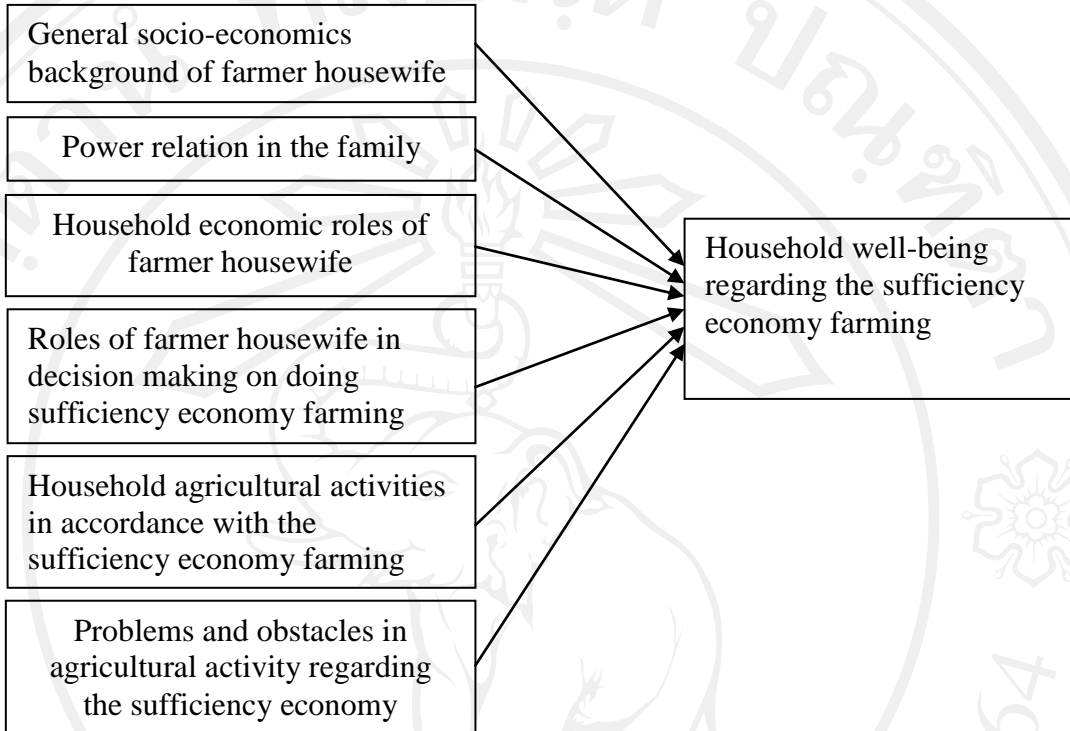 General socio-economics
background of farmer housewife
Power relation in the family
Household economic roles of
farmer housewife
Roles of farmer housewife in
decision making on doing
sufficiency economy farming
Household agricultural activities
in accordance with the
sufficiency economy farming
Problems and obstacles in
agricultural activity regarding
the sufficiency economy
Household well-being
regarding the sufficiency
economy farming